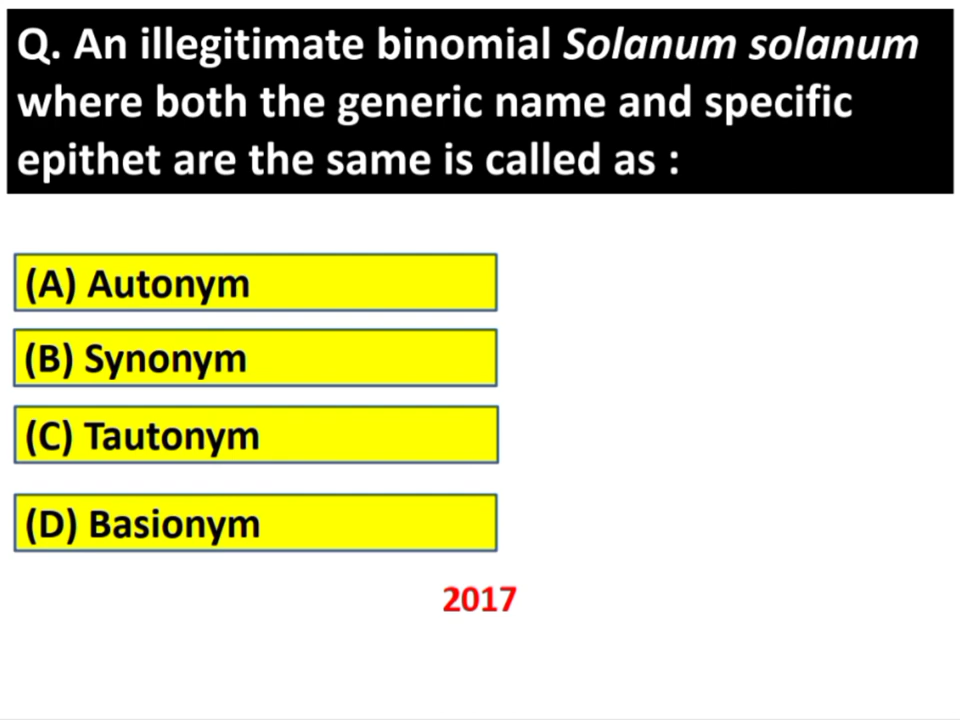 Q. An illegitimate binomial Solanum solanum
where both the generic name and specific
epithet are the same is called as :
(A) Autonym
(B) Synonym
(C) Tautonym
(D) Basionym
2017